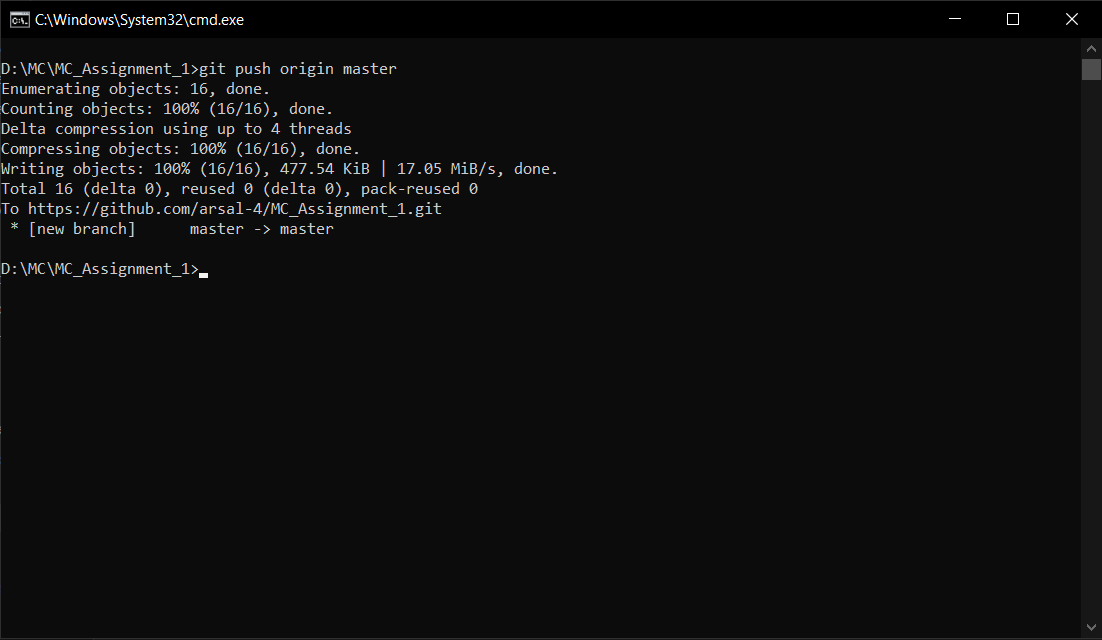 C:\Windows\System32\cmd.exe
D:\MC\MC_Assignment_1>git push origin master
Enumerating objects: 16, done.
Counting objects: 100% (16/16), done.
Delta compression using up to 4 threads
Compressing objects: 100% (16/16), done.
Writing objects: 100% (16/16), 477.54 KiB | 17.05 MiB/s, done.
Total 16 (delta 0), reused 0 (delta 0), pack-reused 0
To https://github.com/arsal-4/MC_Assignment_1.git
 * [new branch]      master -> master
D:\MC\MC_Assignment_1>